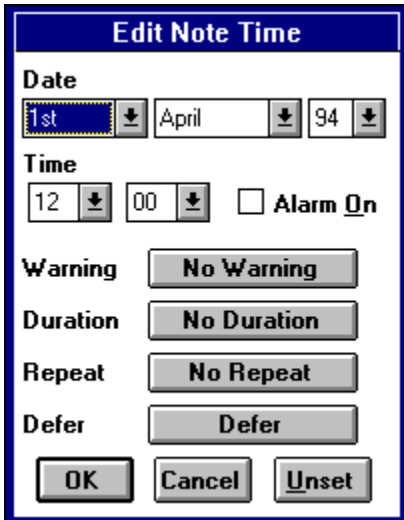 Edit Note Time
Date
1st April 94
Time
12 00 Alarm On
Warning No Warning
Duration No Duration
Repeat No Repeat
Defer Defer
OK Cancel Unset